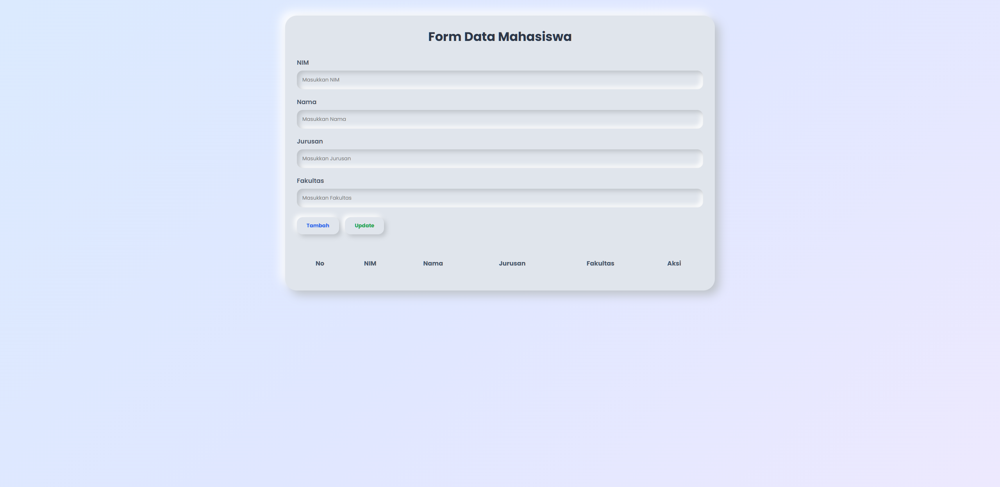 Form Data Mahasiswa
NIM
Masukkan NIM
Nama
Masukkan Nama
Jurusan
Masukkan Jurusan
Fakultas
Masukkan Fakultas
Tambah Update
No NIM Nama Jurusan Fakultas Aksi